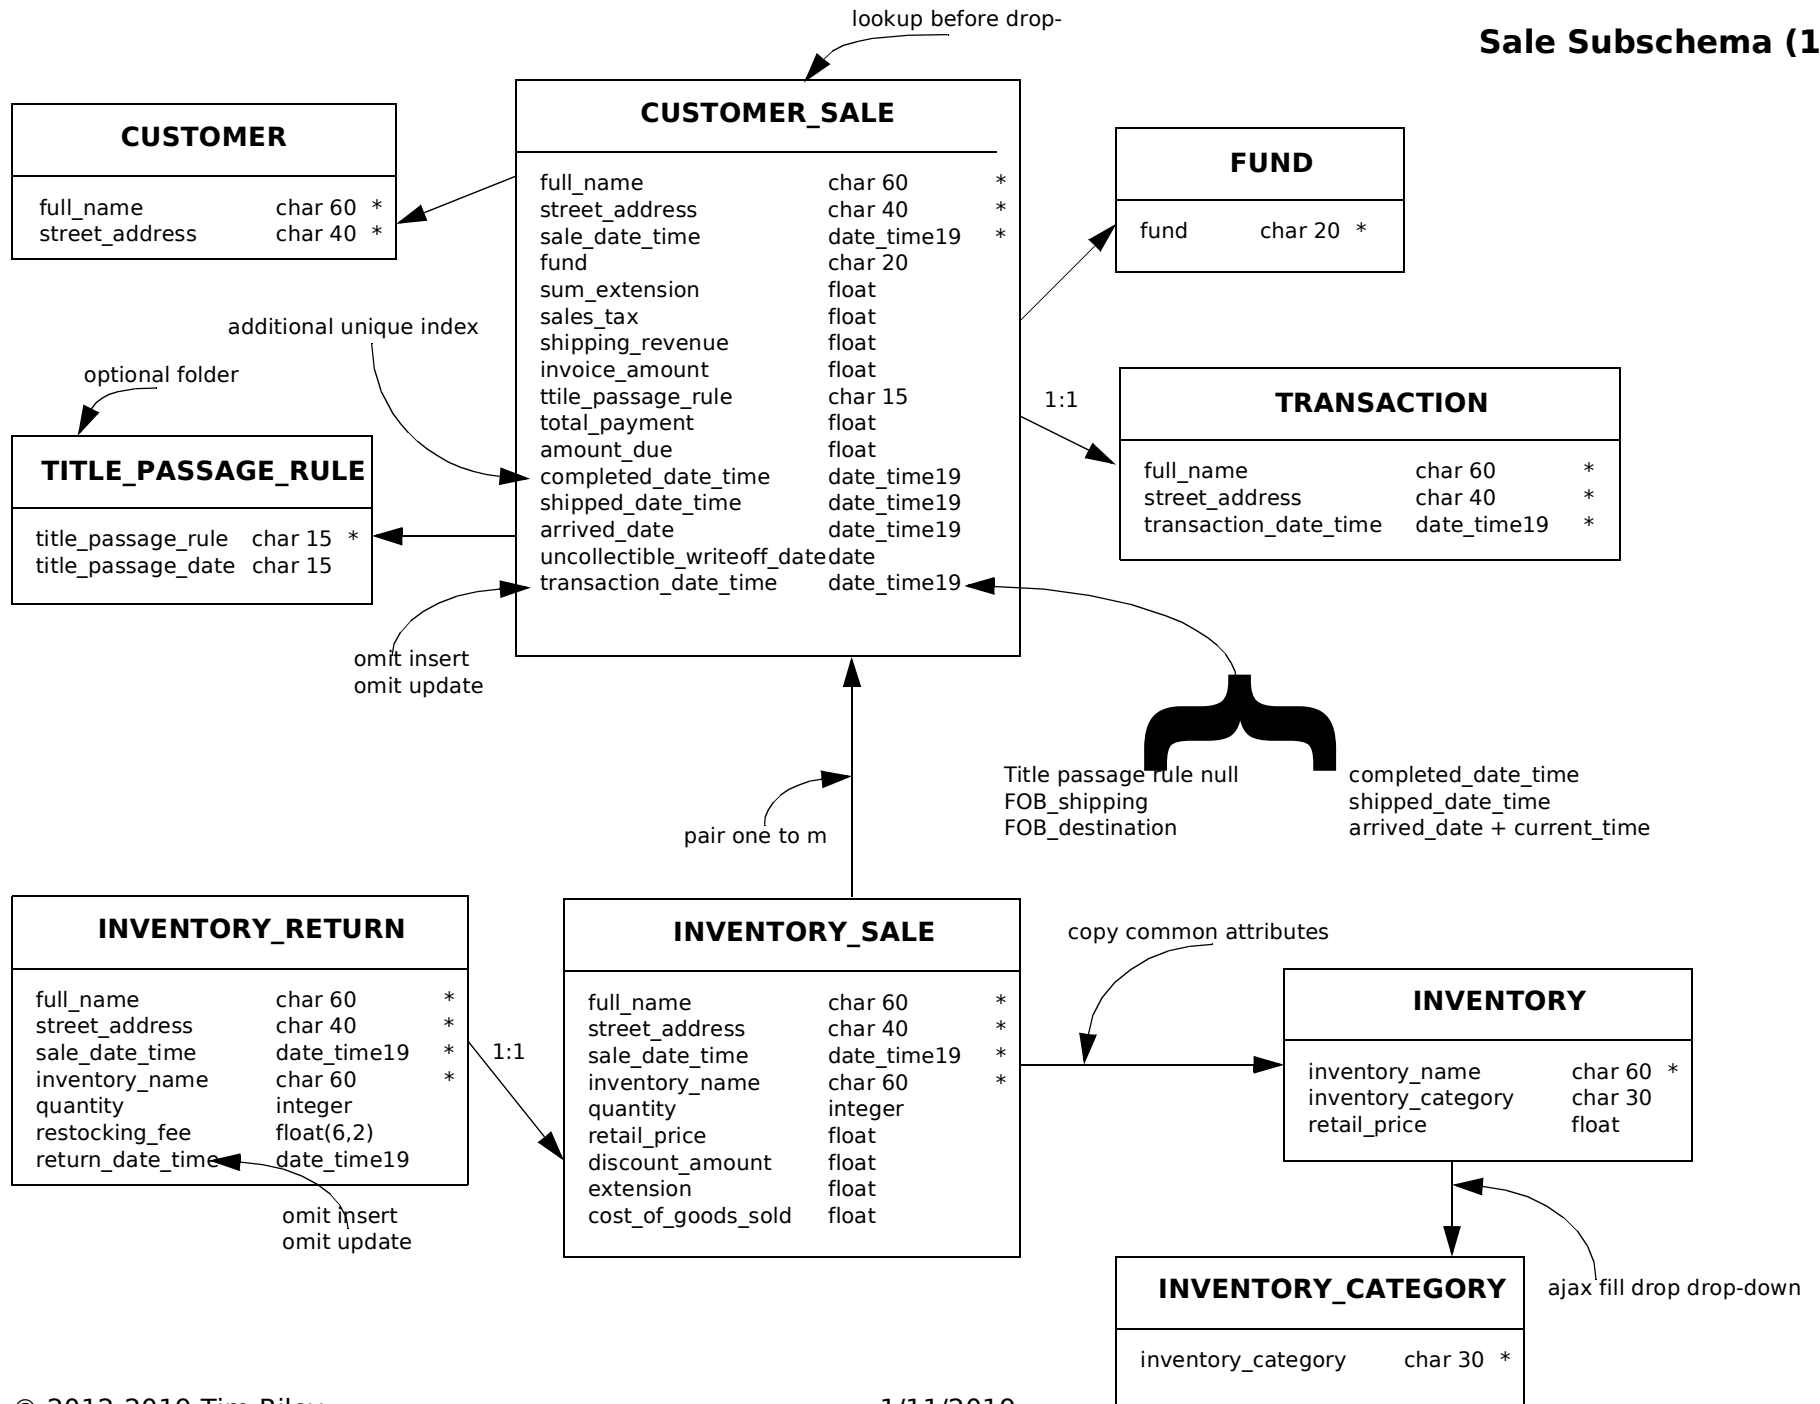 lookup before drop-
Sale Subschema (1
CUSTOMER_SALE
full_name char 60 *
street_address char 40 *
sale_date_time date_time19 *
fund char 20
sum_extension float
sales_tax float
shipping_revenue float
invoice_amount float
ttile_passage_rule char 15
total_payment float
amount_due float
completed_date_time date_time19
shipped_date_time date_time19
arrived_date date_time19
uncollectible_writeoff_date date
transaction_date_time date_time19
CUSTOMER
full_name char 60 *
street_address char 40 *
FUND
fund char 20 *
additional unique index
optional folder
TITLE_PASSAGE_RULE
title_passage_rule char 15 *
title_passage_date char 15
1:1
TRANSACTION
full_name char 60 *
street_address char 40 *
transaction_date_time date_time19 *
omit insert
omit update
Title passage rule null completed_date_time
FOB_shipping shipped_date_time
FOB_destination arrived_date + current_time
pair one to m
INVENTORY_RETURN
full_name char 60 *
street_address char 40 *
sale_date_time date_time19 *
inventory_name char 60 *
quantity integer
restocking_fee float(6,2)
return_date_time date_time19
omit insert
omit update
1:1
INVENTORY_SALE
full_name char 60 *
street_address char 40 *
sale_date_time date_time19 *
inventory_name char 60 *
quantity integer
retail_price float
discount_amount float
extension float
cost_of_goods_sold float
copy common attributes
INVENTORY
inventory_name char 60 *
inventory_category char 30
retail_price float
ajax fill drop drop-down
INVENTORY_CATEGORY
inventory_category char 30 *
© 2012-2019 Tim Riley
1/11/2019